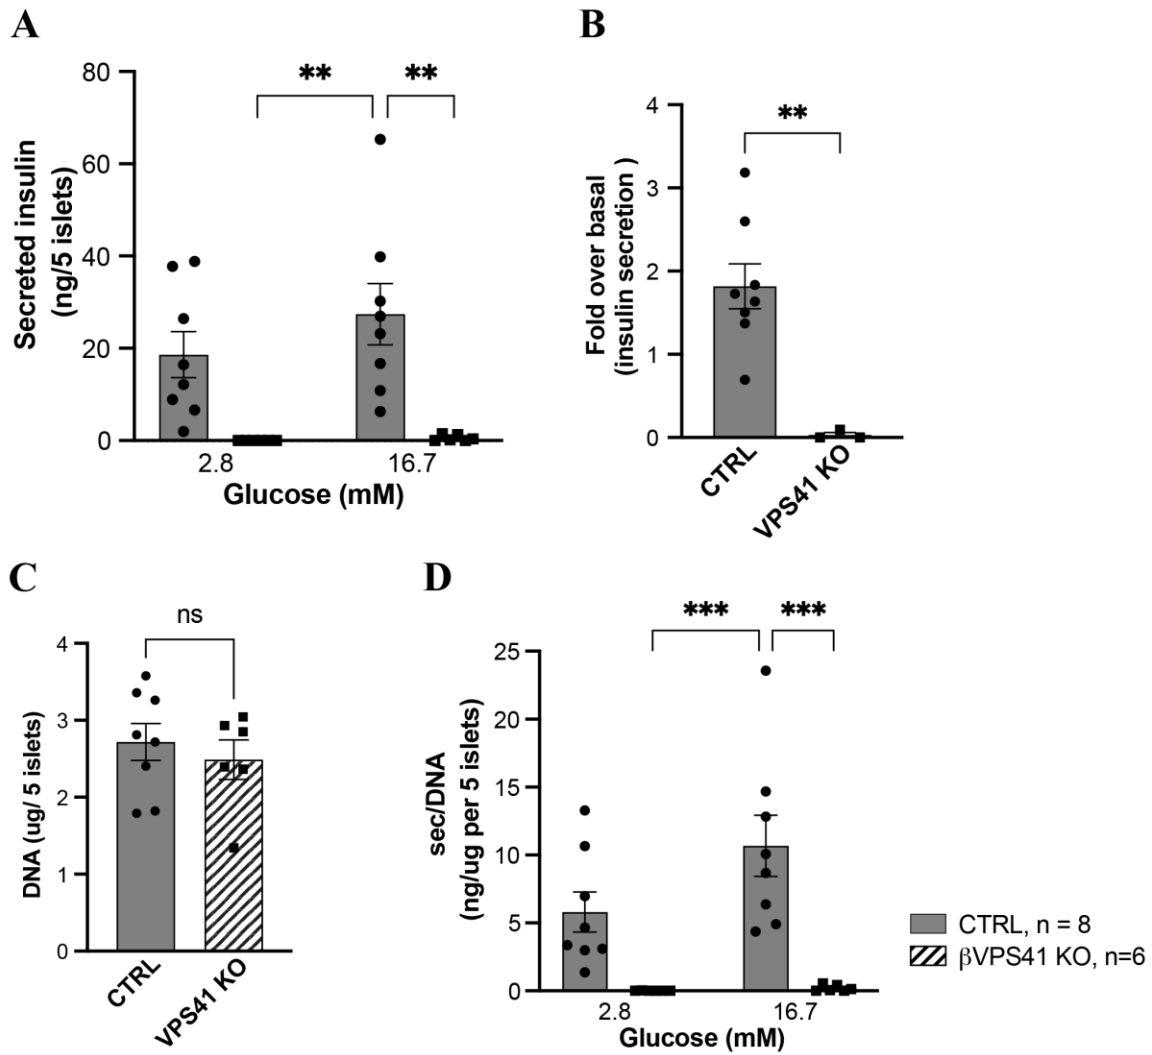 A
Secreted insulin
(ng/5 islets)
80
60
40
20
0
**
**
2.8
16.7
Glucose (mM)
B
Fold over basal
(insulin secretion )
4
3
2
1
0
**
CTRL
VPS41 KO
C
DNA (ug/ 5 islets)
4
3
2
1
0
ns
CTRL
VPS41 KO
D
sec/DNA
(ng/ug per 5 islets)
25
20
15
10
5
0
***
***
2.8
16.7
Glucose (mM)
CTRL, n = 8
βVPS41 KO, n=6